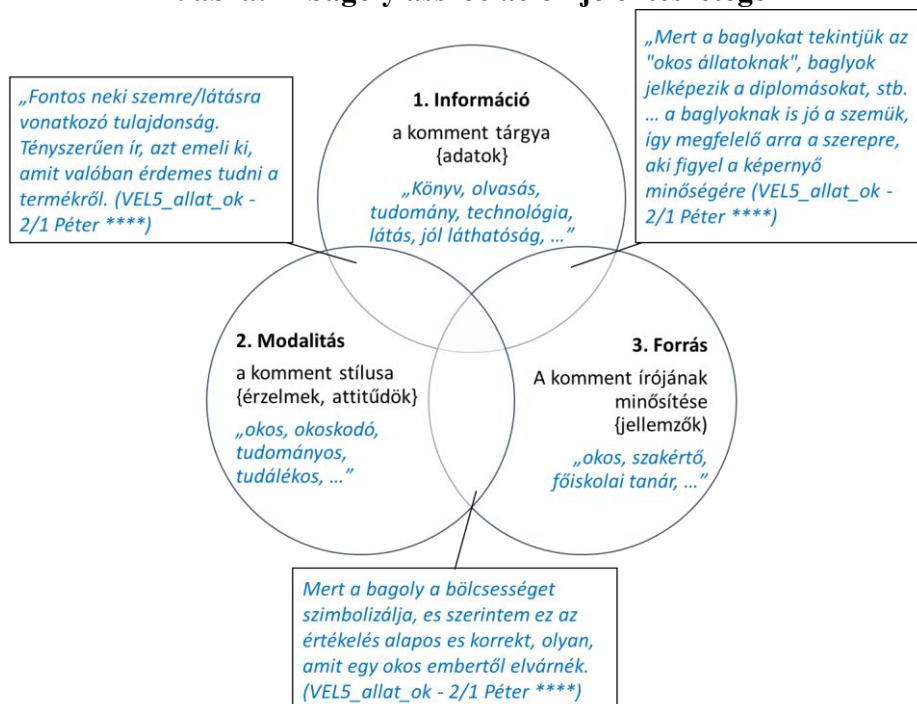 „Fontos neki szemre/látásra
vonatkozó tulajdonság.
Tényszerűen ír, azt emeli ki,
amit valóban érdemes tudni a
termékről. (VEL5_allat_ok -
2/1 Péter ****)
1. Információ
a komment tárgya
{adatok}
„Könyv, olvasás,
tudomány, technológia,
látás, jól láthatóság, …”
„Mert a baglyokat tekintjük az
"okos állatoknak", baglyok
jelképezik a diplomásokat, stb.
… a baglyoknak is jó a szemük,
így megfelelő arra a szerepre,
aki figyel a képernyő
minőségére (VEL5_allat_ok -
2/1 Péter ****)
2. Modalitás
a komment stílusa
{érzelmek, attitűdök}
„okos, okoskodó,
tudományos,
tudálékos, …”
3. Forrás
A komment írójának
minősítése
{jellemzők)
„okos, szakértő,
főiskolai tanár, …”
Mert a bagoly a bölcsességet
szimbolizálja, es szerintem ez az
értékelés alapos es korrekt, olyan,
amit egy okos embertől elvárnék.
(VEL5_allat_ok - 2/1 Péter ****)